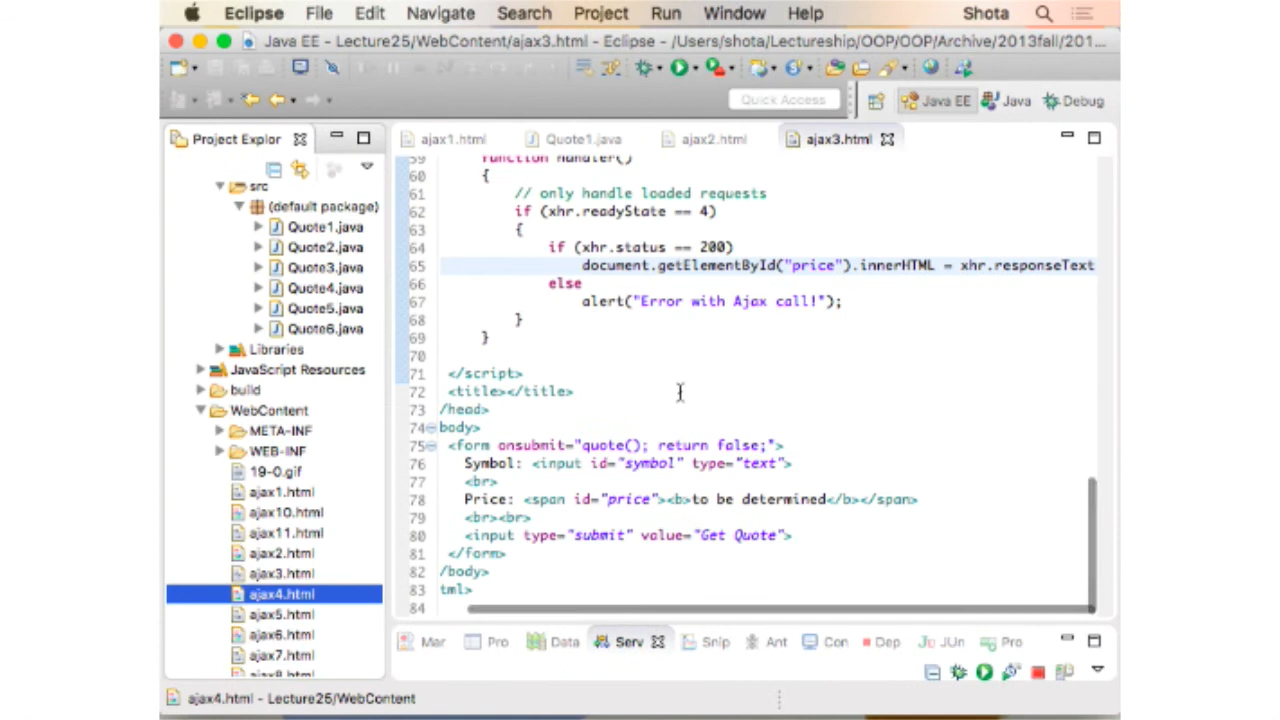 Eclipse File Edit Navigate Search Project Run Window Help Shota
Java EE - Lecture25/WebContent/ajax3.html - Eclipse - /Users/shota/Lectureship/OOP/OOP/Archive/2013fall/201...
Quick Access Java EE Java Debug
Project Explor
ajax1.html Quote1.java ajax2.html ajax3.html
src
(default package)
Quote1.java
Quote2.java
Quote3.java
Quote4.java
Quote5.java
Quote6.java
Libraries
JavaScript Resources
build
WebContent
META-INF
WEB-INF
19-0.gif
ajax1.html
ajax10.html
ajax11.html
ajax2.html
ajax3.html
ajax4.html
ajax5.html
ajax6.html
ajax7.html
ajax8.html
59 function handler()
60 {
61 // only handle loaded requests
62 if (xhr.readyState == 4)
63 {
64 if (xhr.status == 200)
65 document.getElementById("price").innerHTML = xhr.responseText
66 else
67 alert("Error with Ajax call!");
68 }
69 }
70
71 </script>
72 <title></title>
73 /head>
74 body>
75 <form onsubmit="quote(); return false;">
76 Symbol: <input id="symbol" type="text">
77 <br>
78 Price: <span id="price"><b>to be determined</b></span>
79 <br><br>
80 <input type="submit" value="Get Quote">
81 </form>
82 /body>
83 tml>
84
Mar Pro Data Serv Snip Ant Con Dep JUn Pro
ajax4.html - Lecture25/WebContent